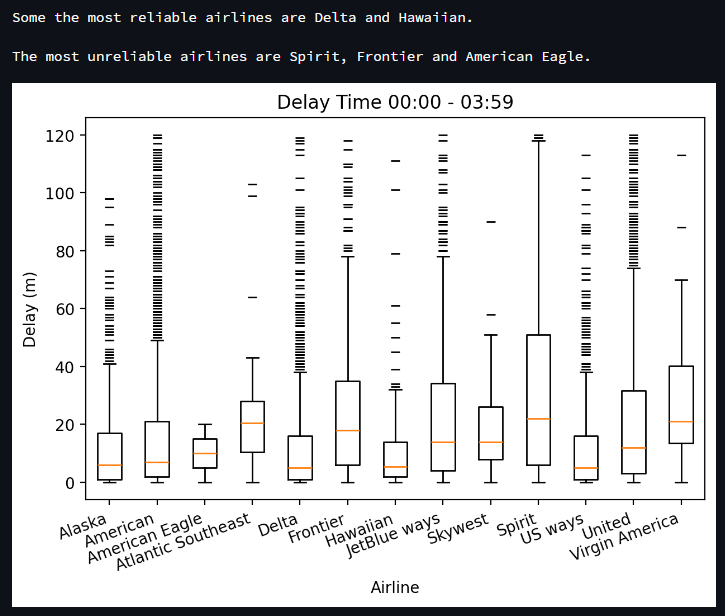 Some the most reliable airlines are Delta and Hawaiian.
The most unreliable airlines are Spirit, Frontier and American Eagle.
Delay Time 00:00 - 03:59
120
100
80
60
40
20
0
Delay (m)
Alaska
American
American Eagle
Atlantic Southeast
Delta
Frontier
Hawaiian
JetBlue ways
Skywest
Spirit
US ways
United
Virgin America
Airline